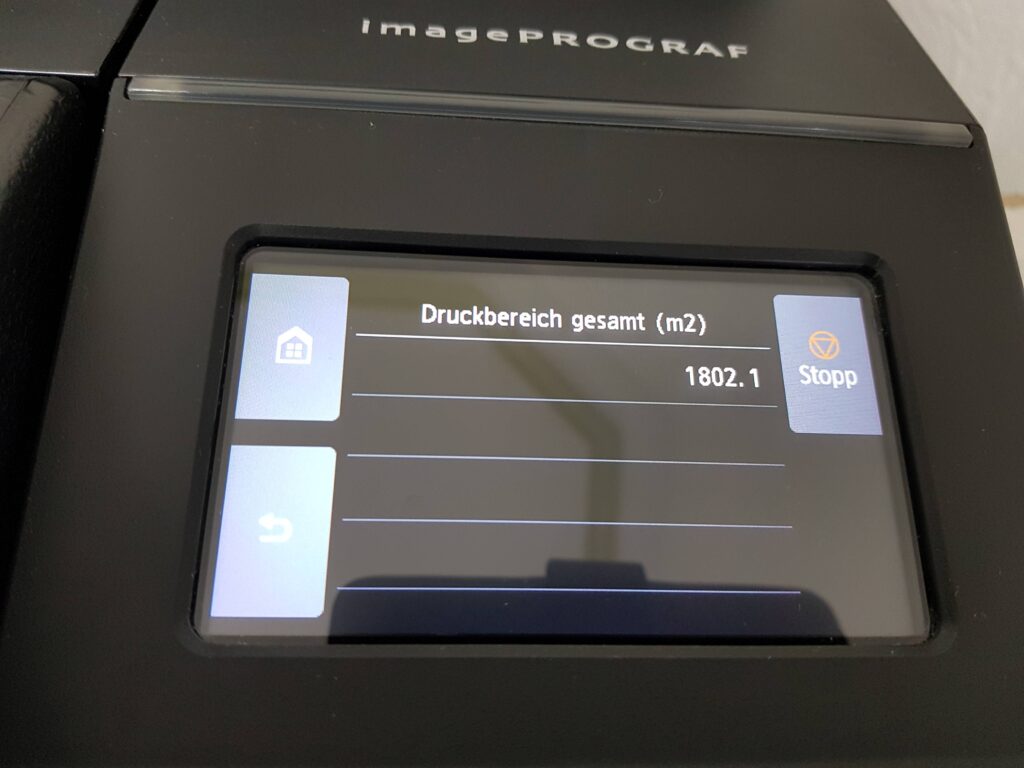 imagePROGRAF
Druckbereich gesamt (m2)
1802.1
Stopp